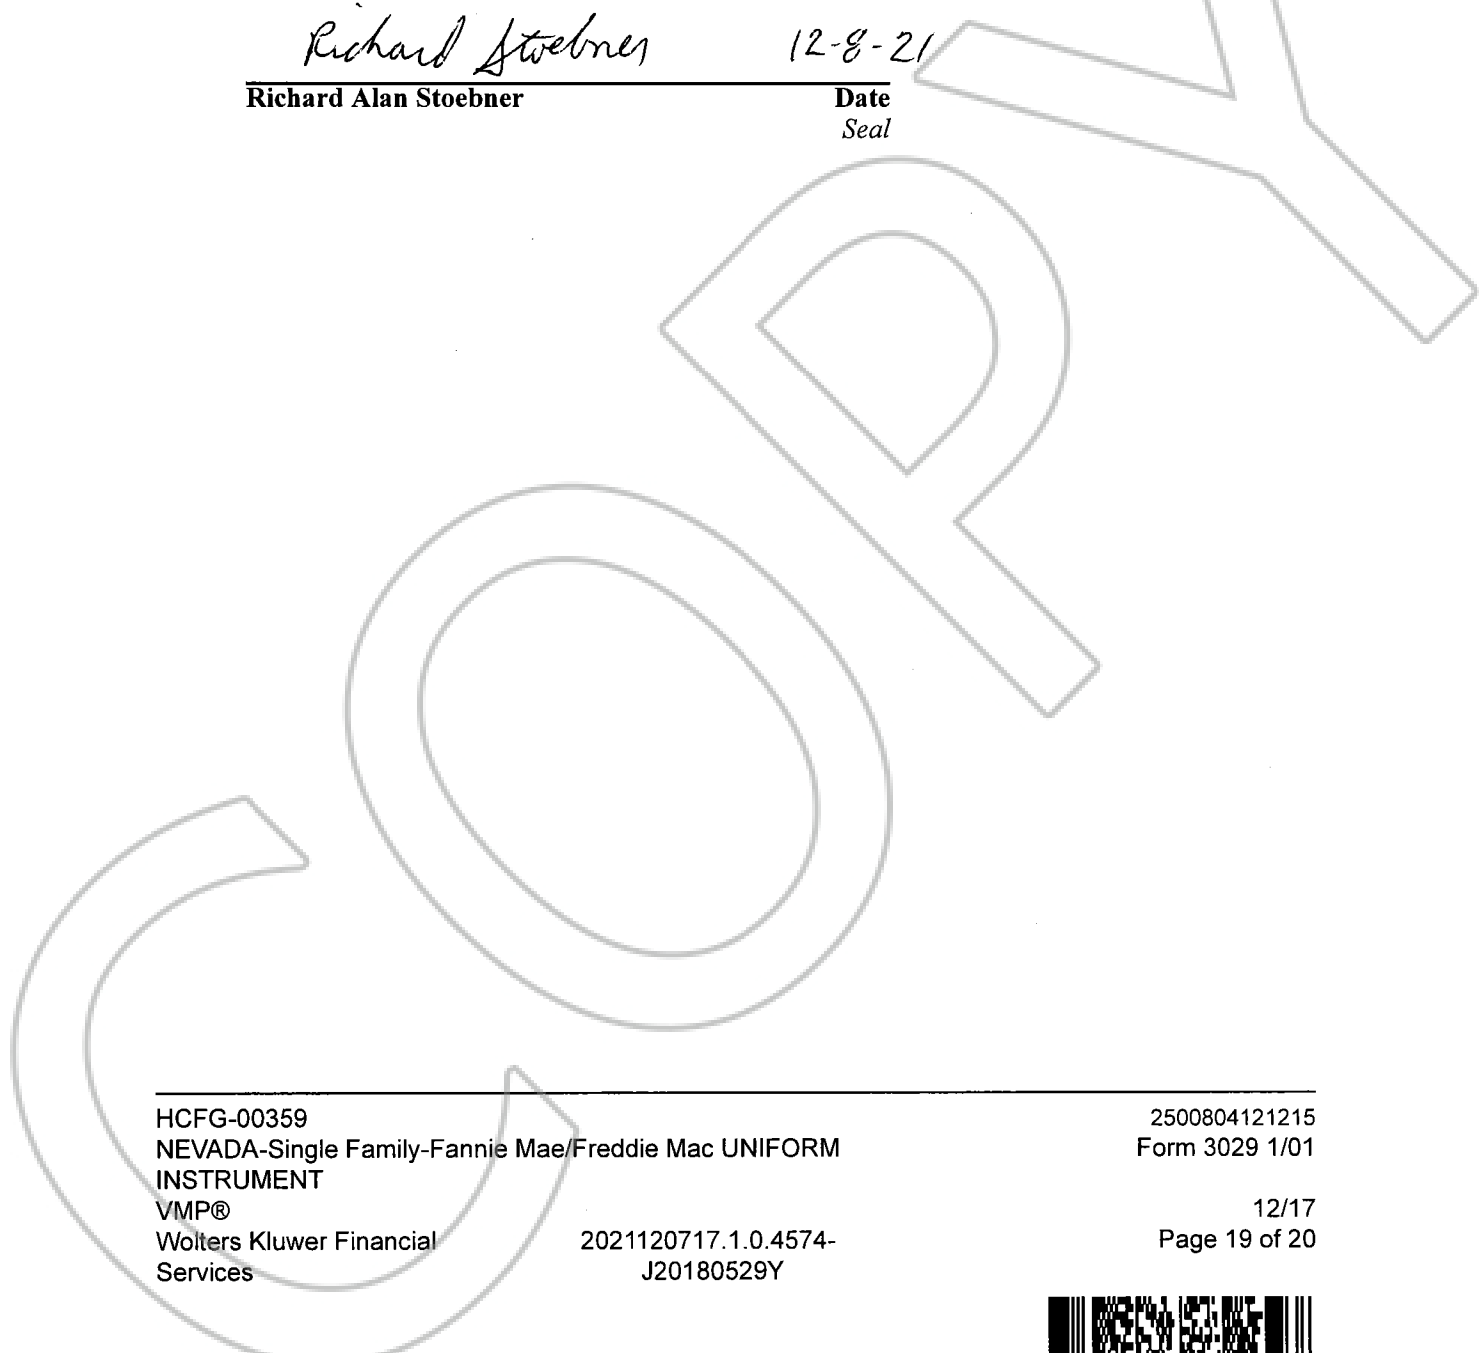 Richard Stoebner 12-8-21
Richard Alan Stoebner Date
Seal
COPY
HCFG-00359 2500804121215
NEVADA-Single Family-Fannie Mae/Freddie Mac UNIFORM Form 3029 1/01
INSTRUMENT
VMP® 12/17
Wolters Kluwer Financial 2021120717.1.0.4574- Page 19 of 20
Services J20180529Y